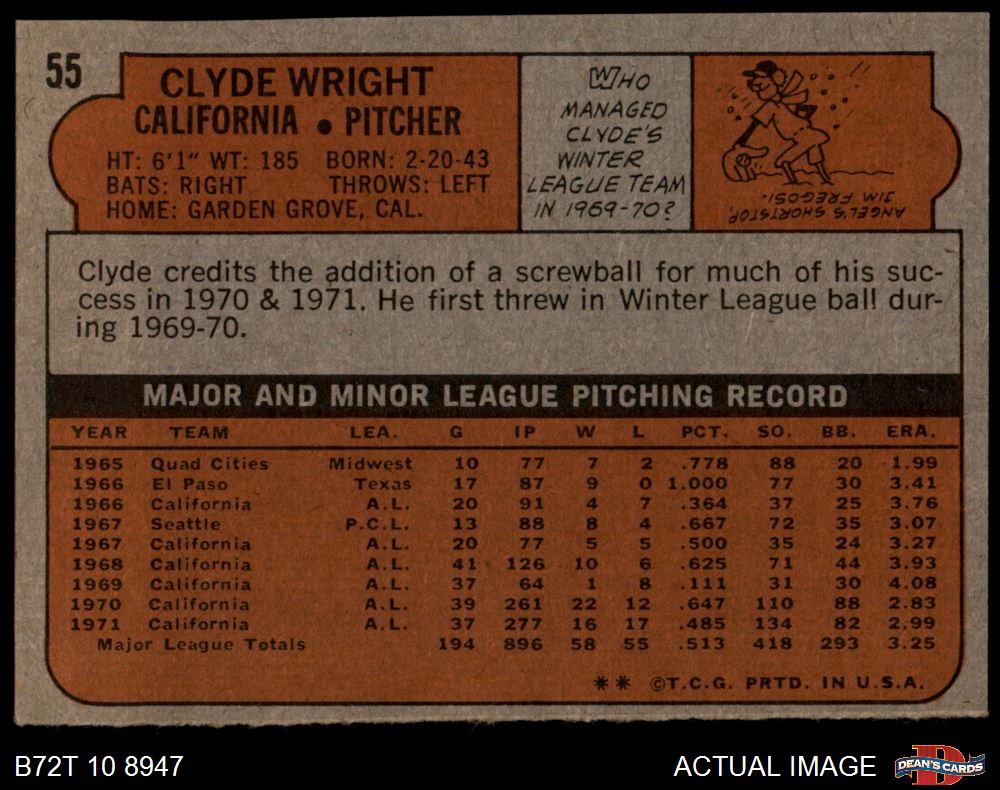 55
CLYDE WRIGHT
CALIFORNIA • PITCHER
HT: 6'1" WT: 185 BORN: 2-20-43
BATS: RIGHT THROWS: LEFT
HOME: GARDEN GROVE, CAL.
WHO
MANAGED
CLYDE'S
WINTER
LEAGUE TEAM
IN 1969-70?
ANGEL'S SHORTSTOP,
JIM FREGOSI.
Clyde credits the addition of a screwball for much of his suc-
cess in 1970 & 1971. He first threw in Winter League ball dur-
ing 1969-70.
MAJOR AND MINOR LEAGUE PITCHING RECORD
YEAR TEAM LEA. G IP W L PCT. SO. BB. ERA.
1965 Quad Cities Midwest 10 77 7 2 .778 88 20 1.99
1966 El Paso Texas 17 87 9 0 1.000 77 30 3.41
1966 California A.L. 20 91 4 7 .364 37 25 3.76
1967 Seattle P.C.L. 13 88 8 4 .667 72 35 3.07
1967 California A.L. 20 77 5 5 .500 35 24 3.27
1968 California A.L. 41 126 10 6 .625 71 44 3.93
1969 California A.L. 37 64 1 8 .111 31 30 4.08
1970 California A.L. 39 261 22 12 .647 110 88 2.83
1971 California A.L. 37 277 16 17 .485 134 82 2.99
Major League Totals 194 896 58 55 .513 418 293 3.25
** ©T.C.G. PRTD. IN U.S.A.
B72T 10 8947
ACTUAL IMAGE
DEAN'S CARDS